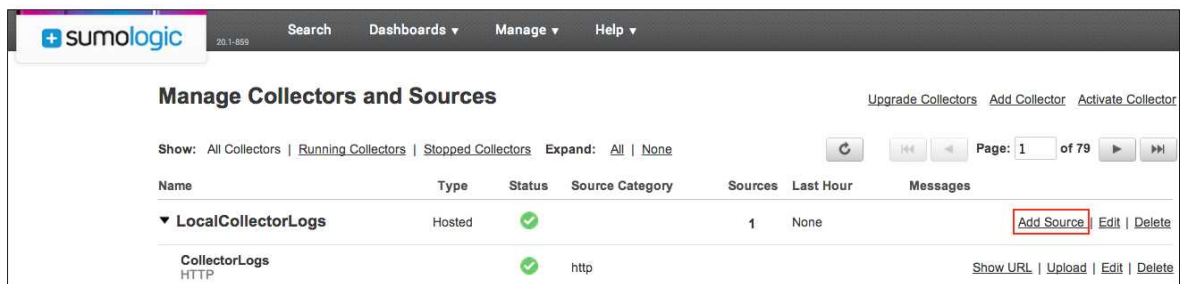 sumologic 20.1-859 Search Dashboards Manage Help
Manage Collectors and Sources
Upgrade Collectors Add Collector Activate Collector
Show: All Collectors | Running Collectors | Stopped Collectors Expand: All | None Page: 1 of 79
Name Type Status Source Category Sources Last Hour Messages
LocalCollectorLogs Hosted 1 None Add Source | Edit | Delete
CollectorLogs http Show URL | Upload | Edit | Delete
HTTP